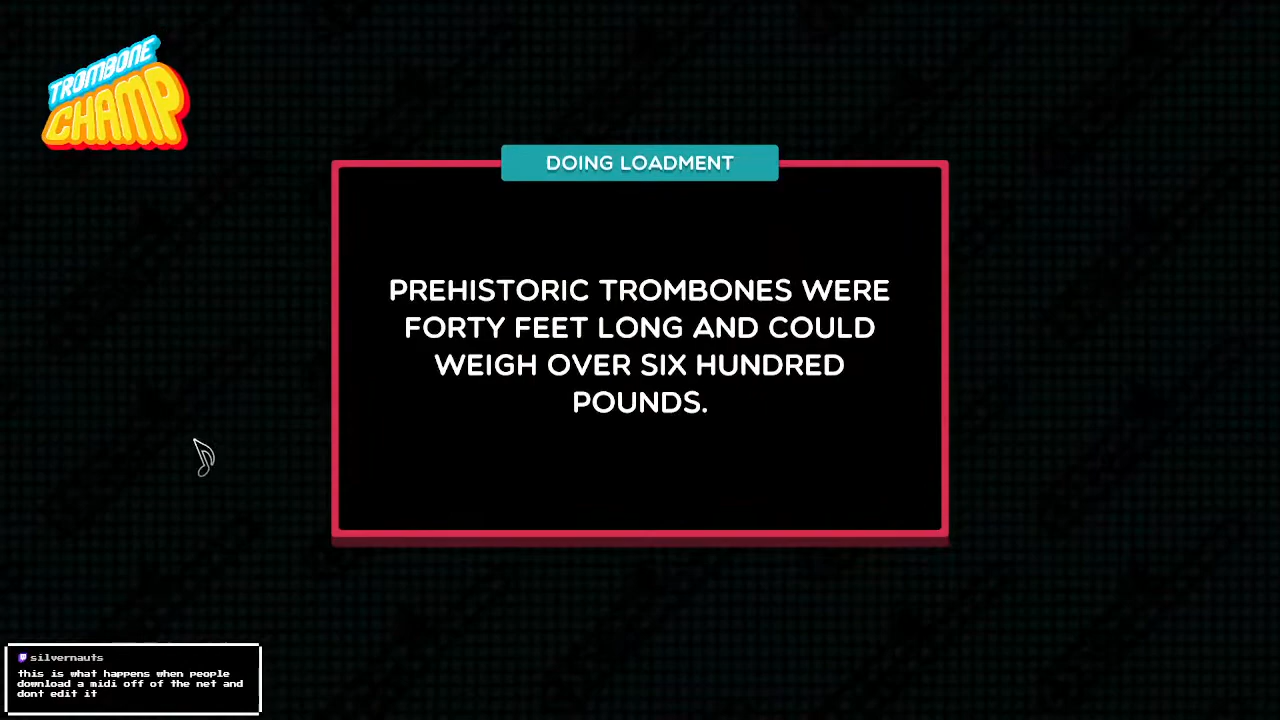 TROMBONE
CHAMP
DOING LOADMENT
PREHISTORIC TROMBONES WERE
FORTY FEET LONG AND COULD
WEIGH OVER SIX HUNDRED
POUNDS.
silvernauts
this is what happens when people
download a midi off of the net and
dont edit it